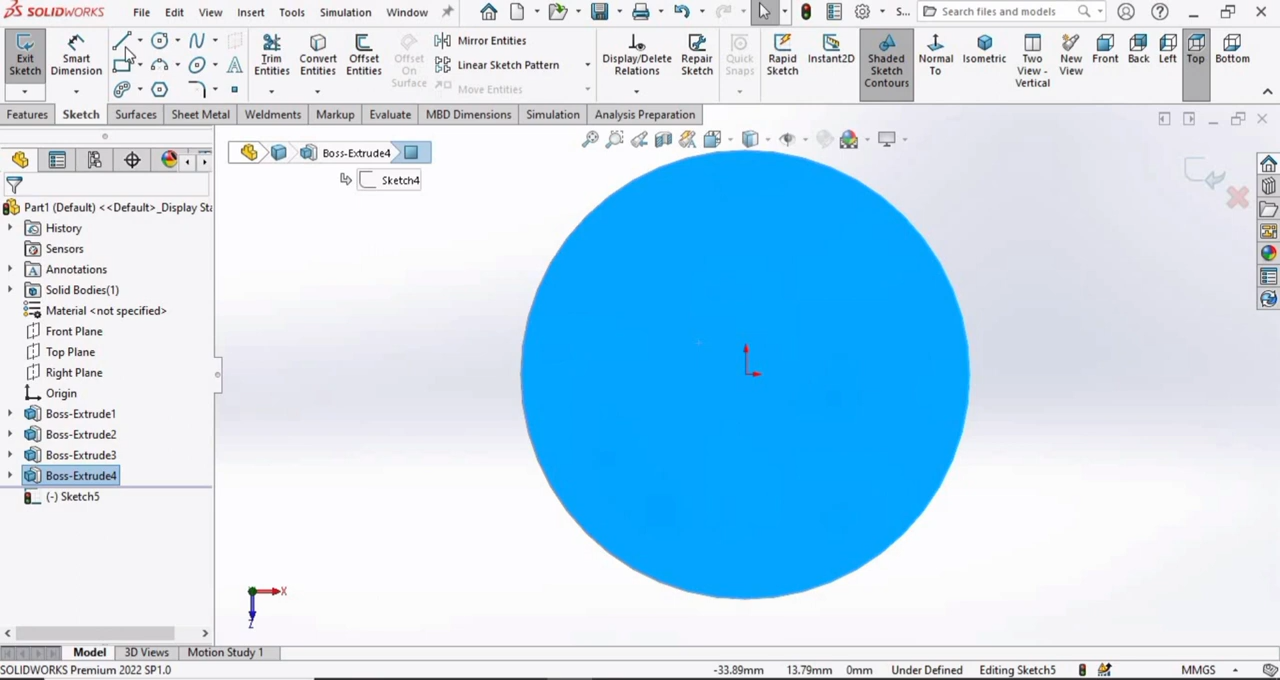 SOLIDWORKS File Edit View Insert Tools Simulation Window S... Search files and models
Exit Sketch
Smart Dimension
Trim Entities
Convert Entities
Offset Entities
Offset On Surface
Mirror Entities
Linear Sketch Pattern
Move Entities
Display/Delete Relations
Repair Sketch
Quick Snaps
Rapid Sketch
Instant2D
Shaded Sketch Contours
Normal To
Isometric
Two View - Vertical
New View
Front
Back
Left
Top
Bottom
Features Sketch Surfaces Sheet Metal Weldments Markup Evaluate MBD Dimensions Simulation Analysis Preparation
Boss-Extrude4
Sketch4
Part1 (Default) <<Default>_Display Sta
History
Sensors
Annotations
Solid Bodies(1)
Material <not specified>
Front Plane
Top Plane
Right Plane
Origin
Boss-Extrude1
Boss-Extrude2
Boss-Extrude3
Boss-Extrude4
(-) Sketch5
X
Z
Model 3D Views Motion Study 1
SOLIDWORKS Premium 2022 SP1.0 -33.89mm 13.79mm 0mm Under Defined Editing Sketch5 MMGS